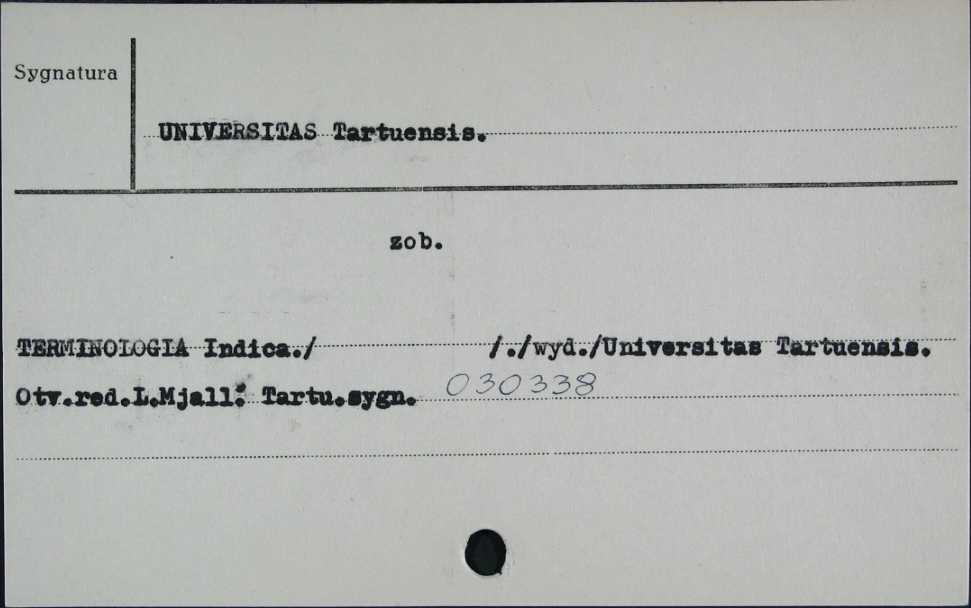 Sygnatura
UNIVERSITAS Tartuensis.
zob.
TERMINOLOGIA Indica./ /./wyd./Universitas Tartuensis.
Otv.red.L.Mjall: Tartu.sygn. 030338